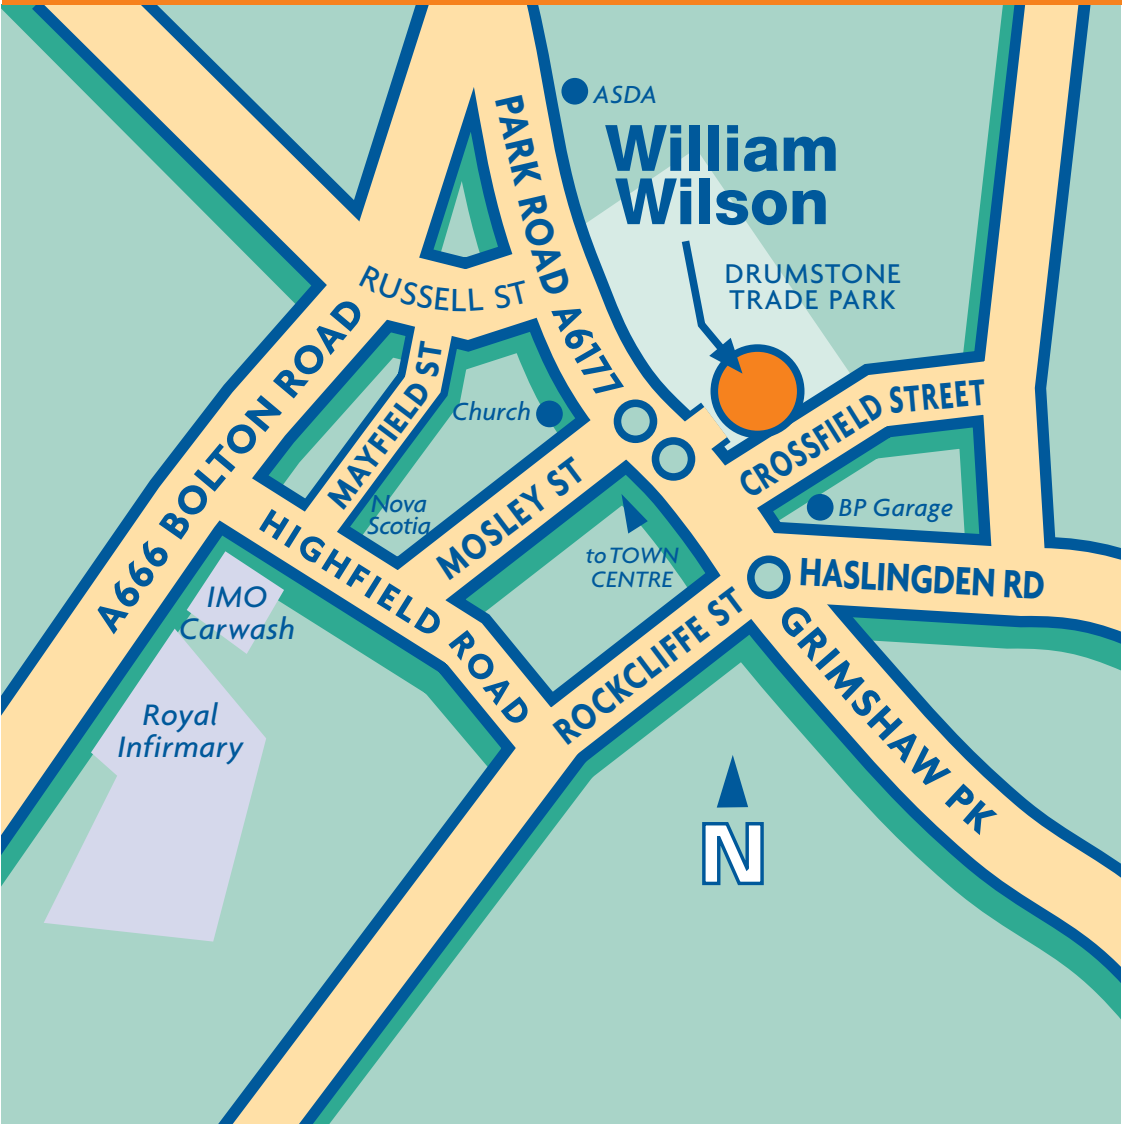 ASDA
William
Wilson
DRUMSTONE
TRADE PARK
PARK ROAD A6177
RUSSELL ST
A666 BOLTON ROAD
MAYFIELD ST
Church
CROSSFIELD STREET
Nova
Scotia
MOSLEY ST
BP Garage
HIGHFIELD ROAD
to TOWN
CENTRE
HASLINGDEN RD
IMO
Carwash
ROCKCLIFFE ST
GRIMSHAW PK
Royal
Infirmary
N